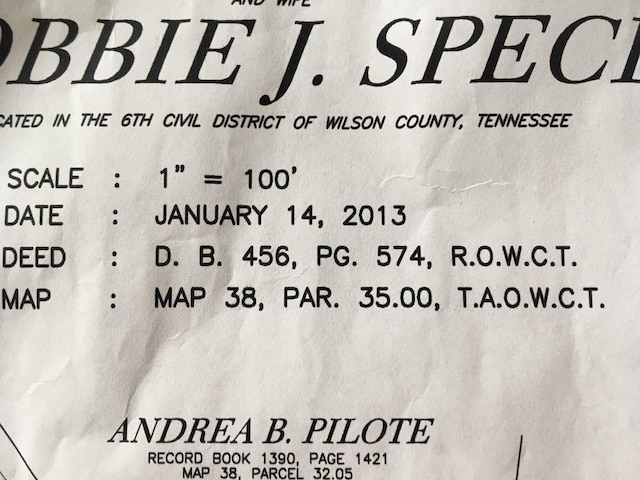 AND WIFE
OBBIE J. SPEC
CATED IN THE 6TH CIVIL DISTRICT OF WILSON COUNTY, TENNESSEE
SCALE : 1" = 100'
DATE : JANUARY 14, 2013
DEED : D. B. 456, PG. 574, R.O.W.C.T.
MAP : MAP 38, PAR. 35.00, T.A.O.W.C.T.
ANDREA B. PILOTE
RECORD BOOK 1390, PAGE 1421
MAP 38, PARCEL 32.05